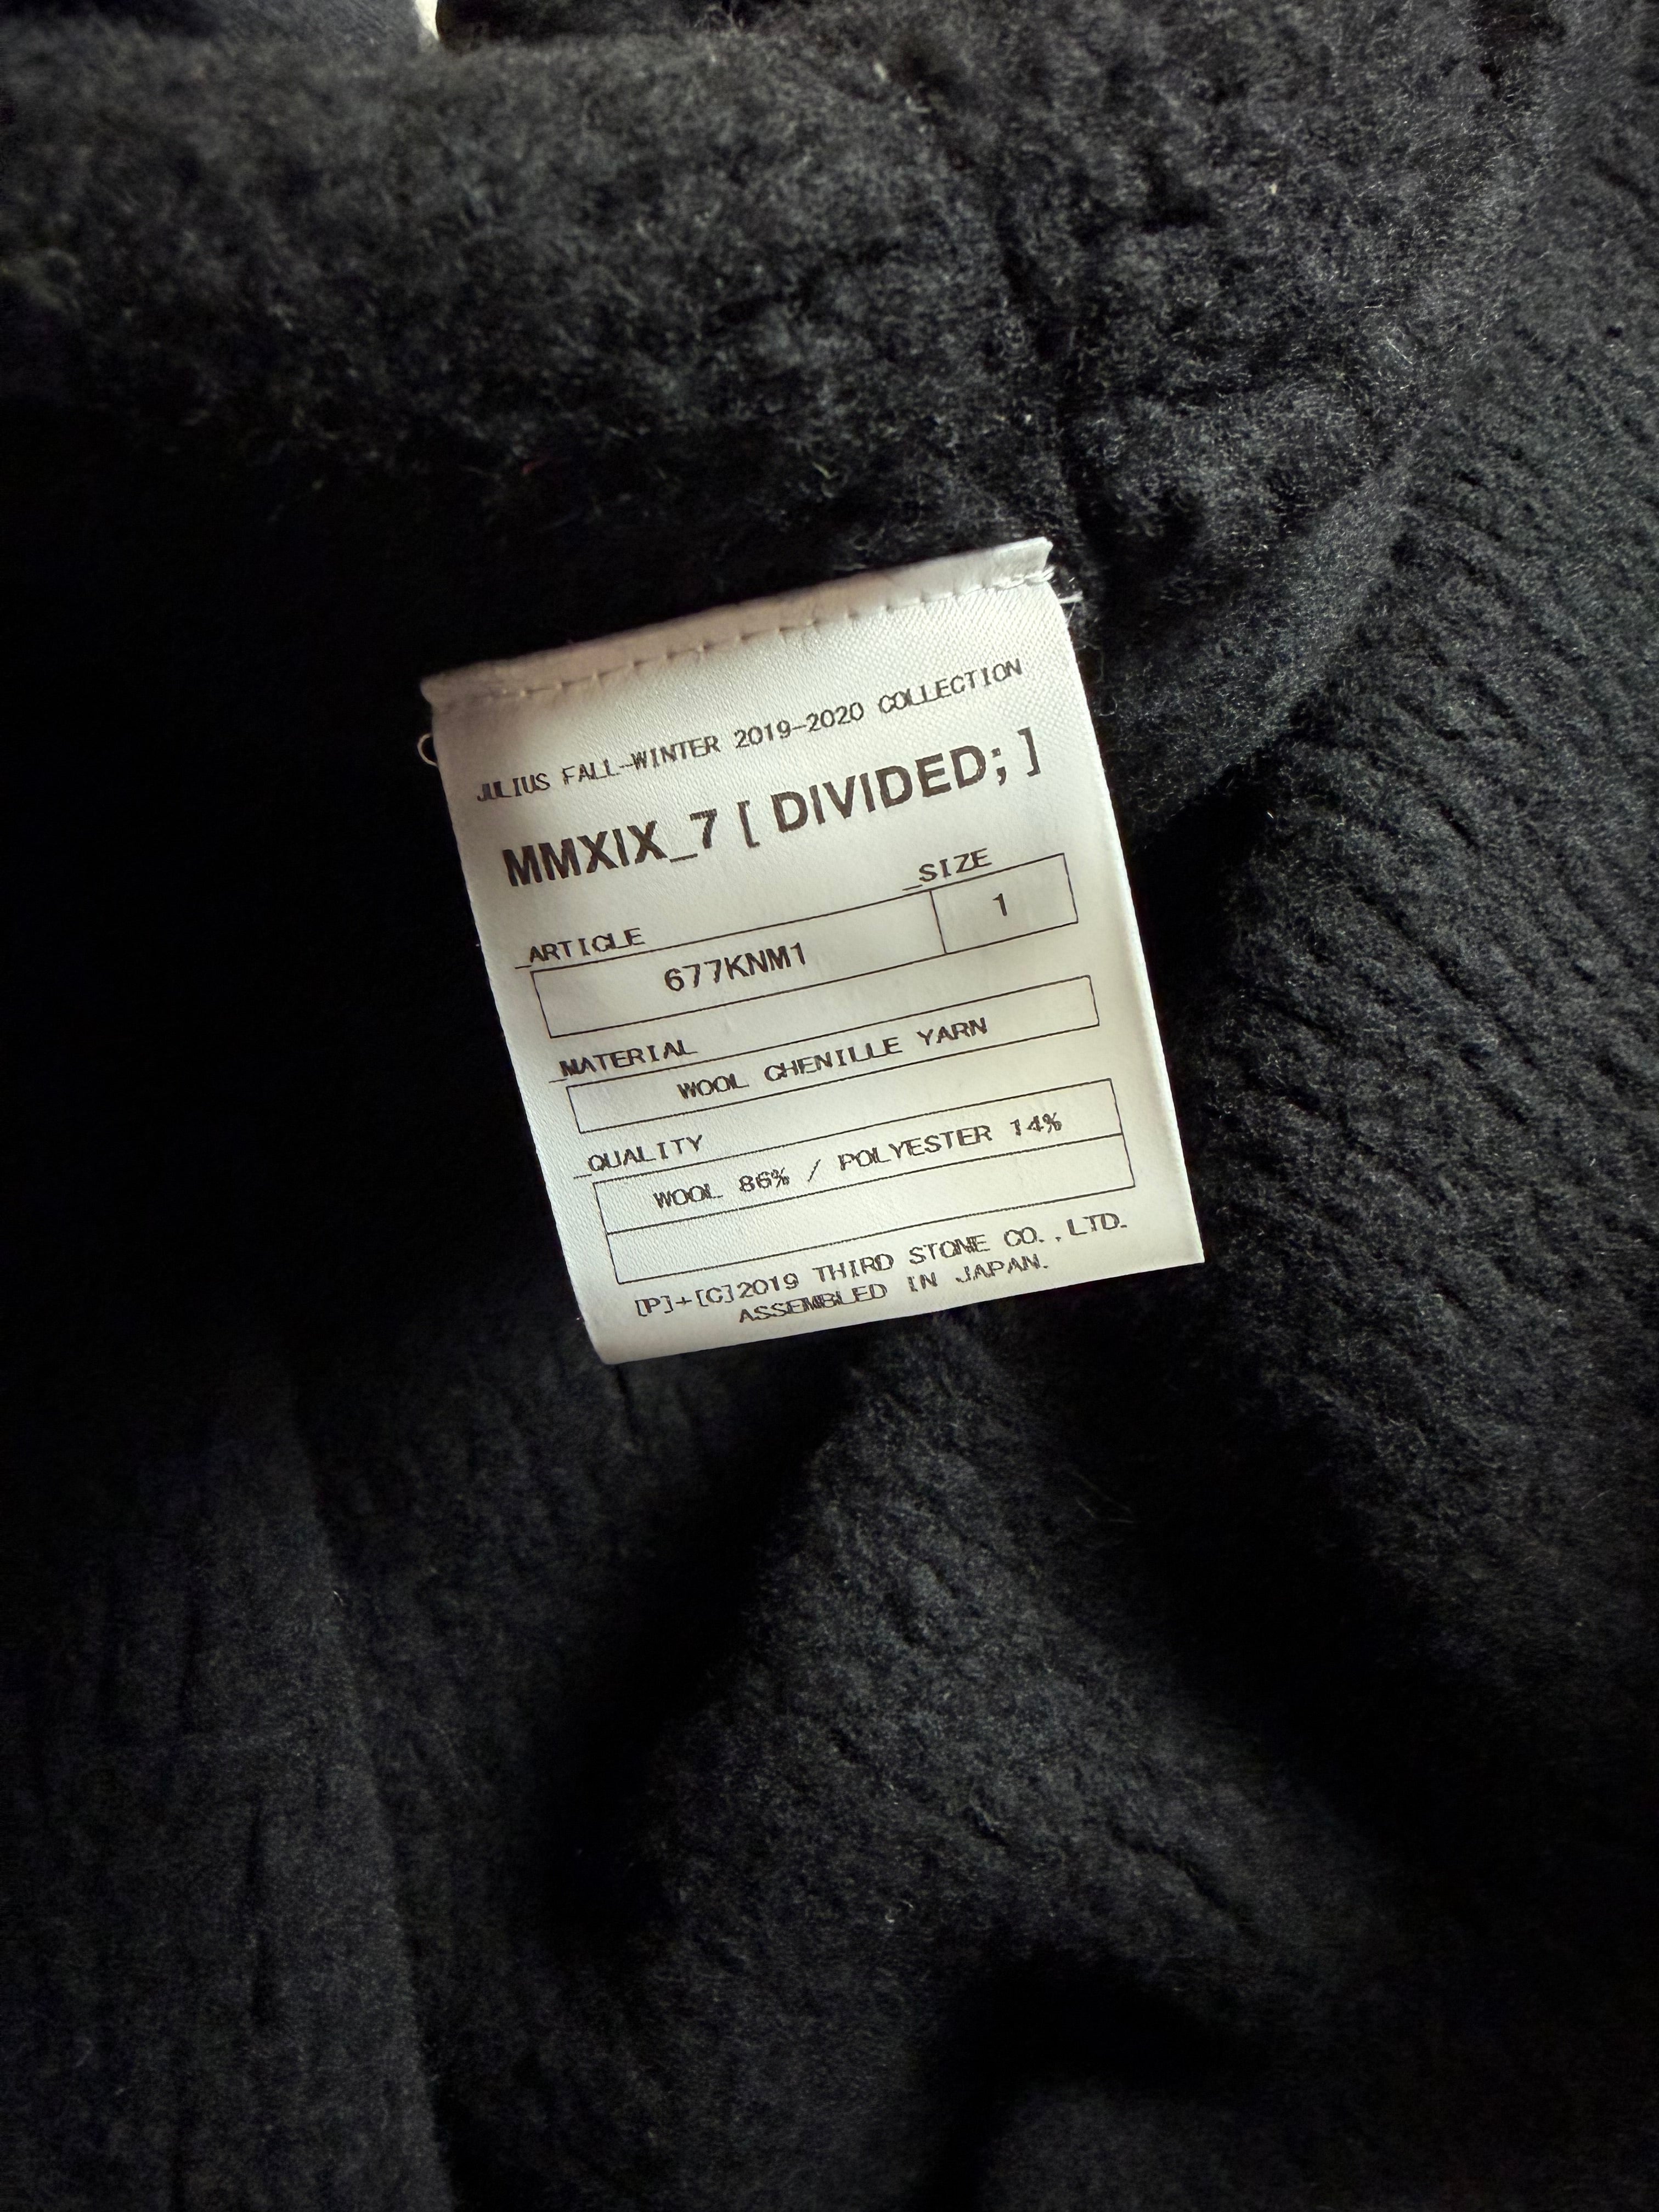 JULIUS FALL-WINTER 2019-2020 COLLECTION
MMXIX_7 [ DIVIDED; ]
_ARTICLE _SIZE
677KNM1 1
_MATERIAL
WOOL CHENILLE YARN
_QUALITY
WOOL 86% / POLYESTER 14%
[P]+[C]2019 THIRD STONE CO.,LTD.
ASSEMBLED IN JAPAN.